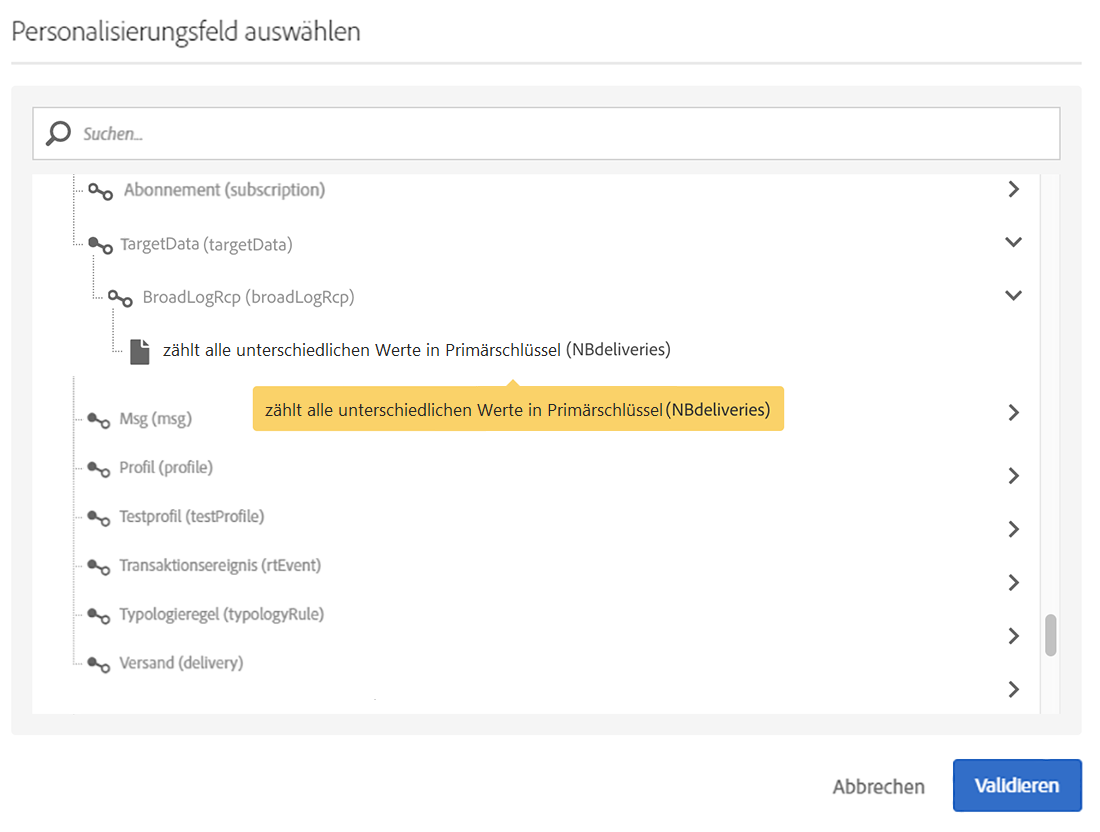 Personalisierungsfeld auswählen
Suchen...
Abonnement (subscription)
TargetData (targetData)
BroadLogRcp (broadLogRcp)
zählt alle unterschiedlichen Werte in Primärschlüssel (NBdeliveries)
zählt alle unterschiedlichen Werte in Primärschlüssel (NBdeliveries)
Msg (msg)
Profil (profile)
Testprofil (testProfile)
Transaktionsereignis (rtEvent)
Typologieregel (typologyRule)
Versand (delivery)
Abbrechen
Validieren